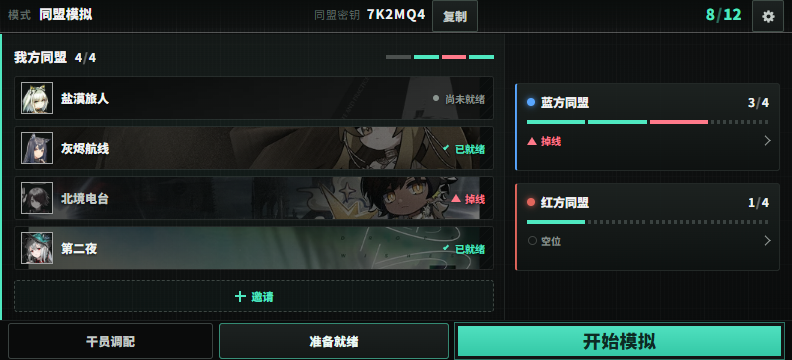 模式 同盟模拟 同盟密钥 7K2MQ4 复制 8/12
我方同盟 4/4
盐漠旅人 尚未就绪
灰烬航线 已就绪
北境电台 掉线
第二夜 已就绪
邀请
蓝方同盟 3/4
掉线
红方同盟 1/4
空位
干员调配 准备就绪 开始模拟